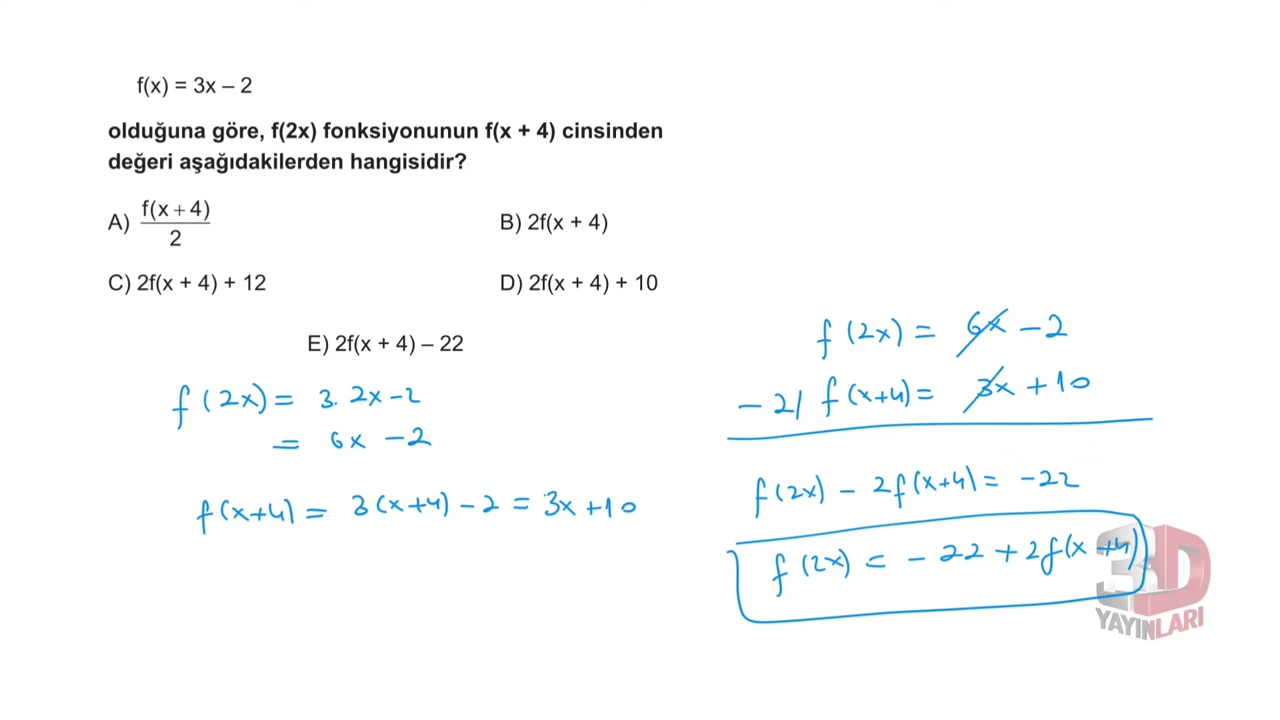 f(x) = 3x – 2
olduğuna göre, f(2x) fonksiyonunun f(x + 4) cinsinden
değeri aşağıdakilerden hangisidir?
A) f(x + 4)/2
B) 2f(x + 4)
C) 2f(x + 4) + 12
D) 2f(x + 4) + 10
E) 2f(x + 4) – 22
f(2x) = 3. 2x - 2
= 6x - 2
f(x+4) = 3(x+4) - 2 = 3x + 10
f(2x) = 6x - 2
- 2/ f(x+4) = 3x + 10
f(2x) - 2f(x+4) = -22
f(2x) = - 22 + 2f(x+4)
3D
YAYINLARI